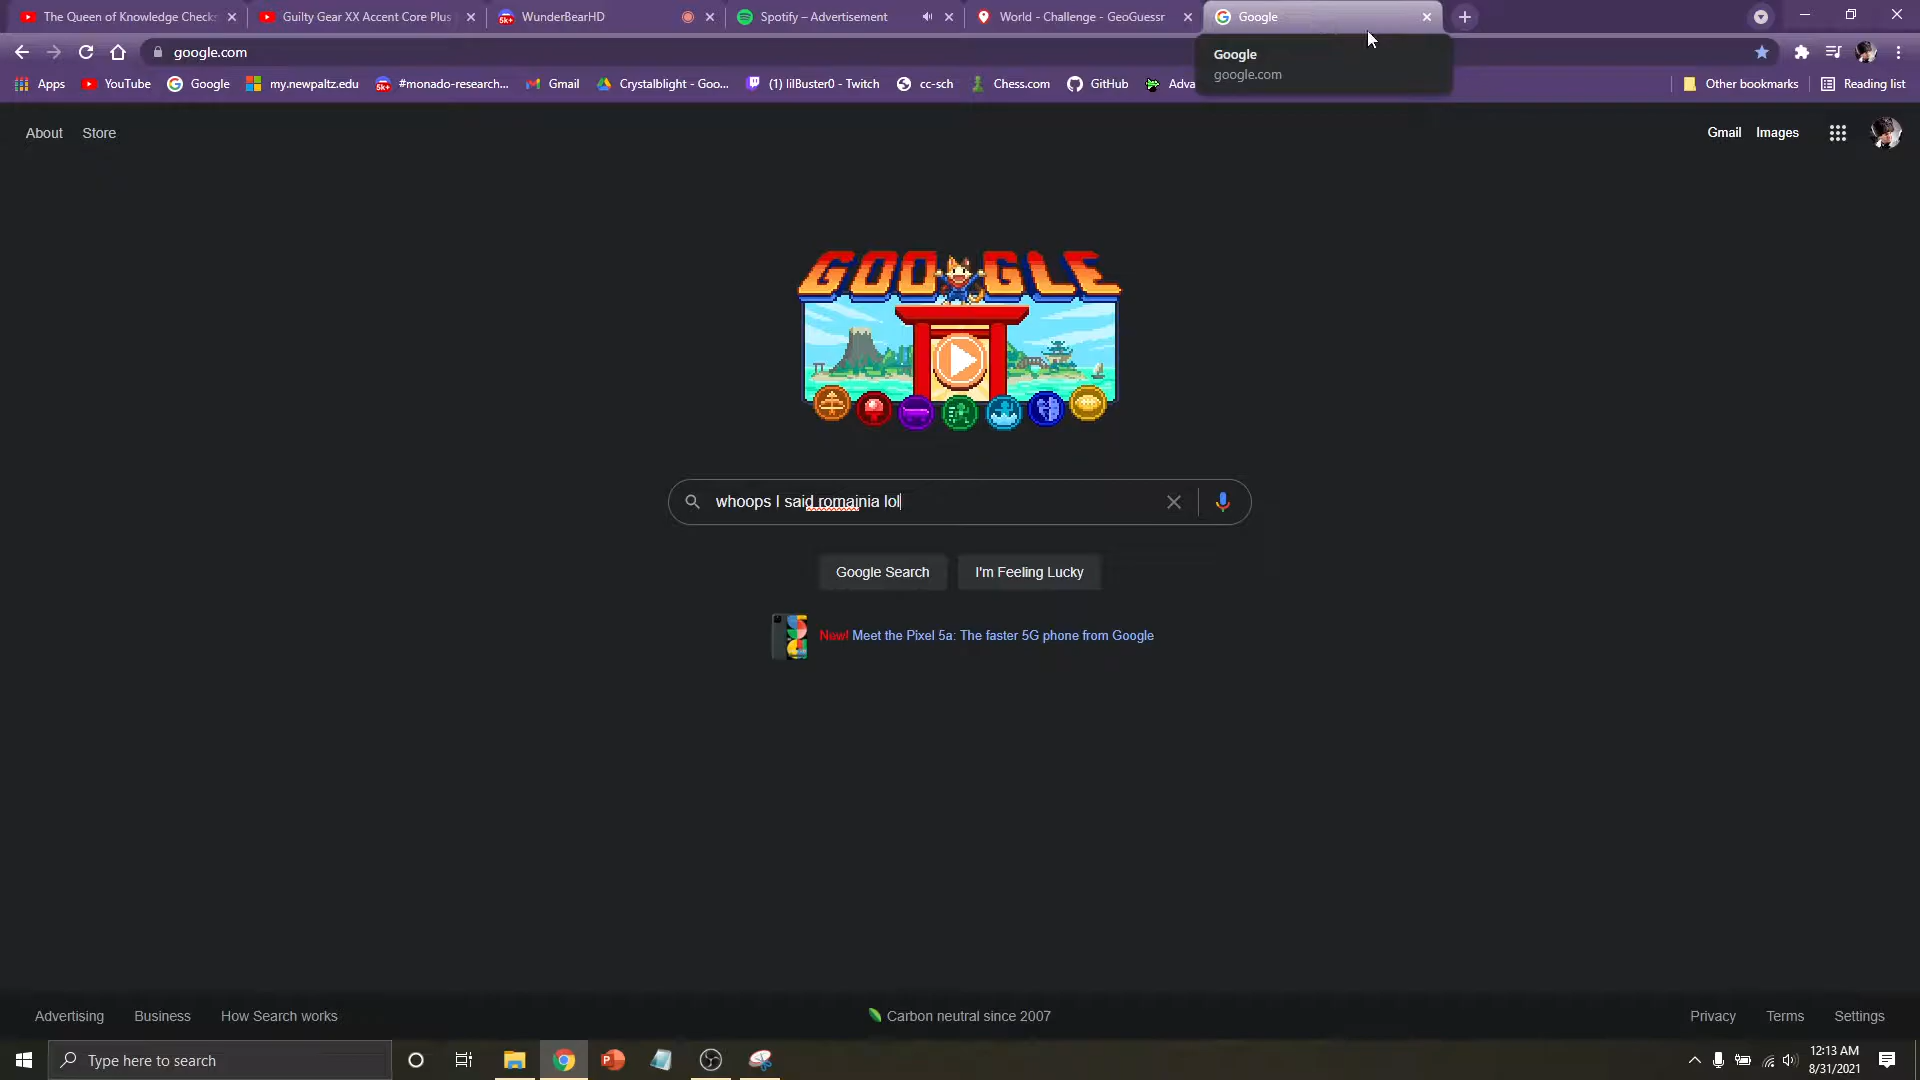 The Queen of Knowledge Checks
Guilty Gear XX Accent Core Plus
5k+ WunderBearHD
Spotify – Advertisement
World - Challenge - GeoGuessr
Google
google.com
Google
google.com
Apps YouTube Google my.newpaltz.edu 5k+ #monado-research... Gmail Crystalblight - Goo... (1) lilBuster0 - Twitch cc-sch Chess.com GitHub Adva Other bookmarks Reading list
About Store Gmail Images
GOOGLE
whoops I said romainia lol
Google Search I'm Feeling Lucky
New! Meet the Pixel 5a: The faster 5G phone from Google
Advertising Business How Search works Carbon neutral since 2007 Privacy Terms Settings
Type here to search
12:13 AM
8/31/2021